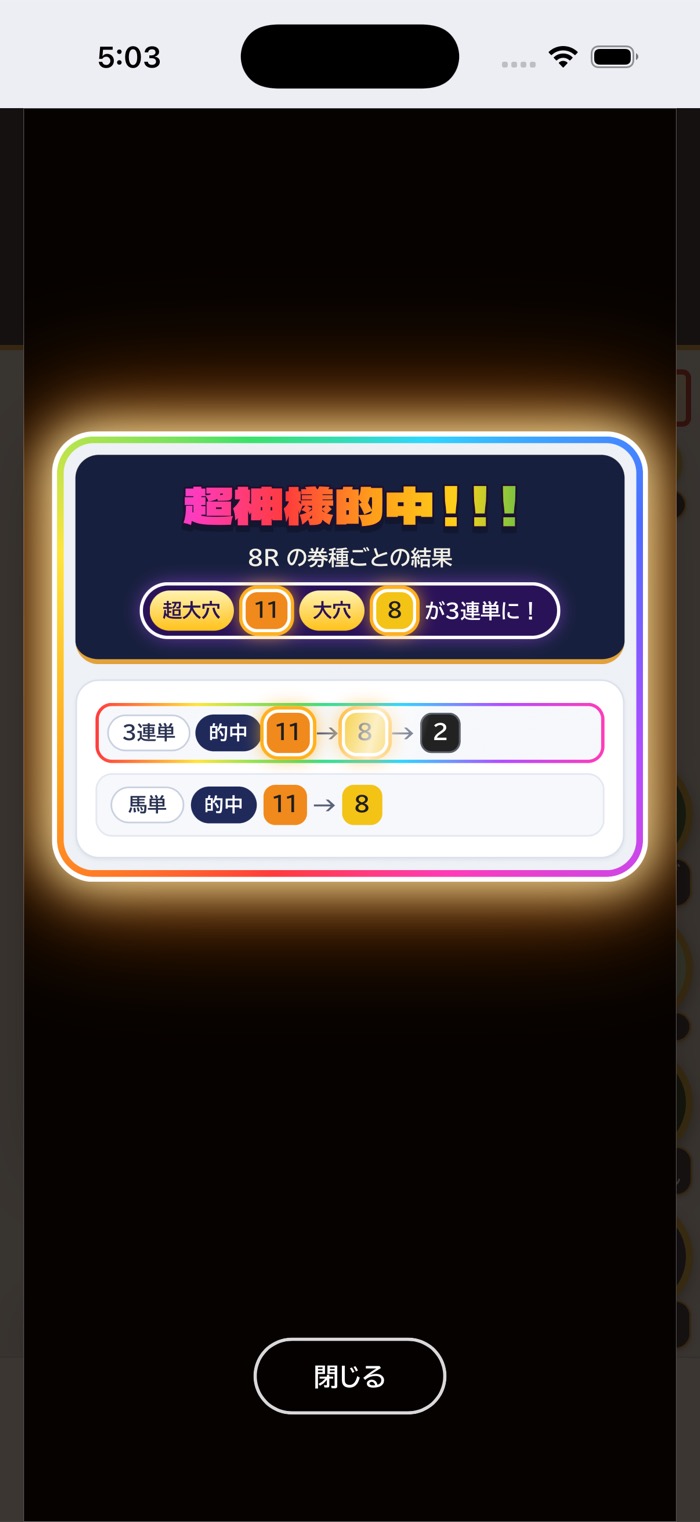 5:03
超神様的中!!!
8R の券種ごとの結果
超大穴 11 大穴 8 が3連単に！
3連単 的中 11 → 8 → 2
馬単 的中 11 → 8
閉じる